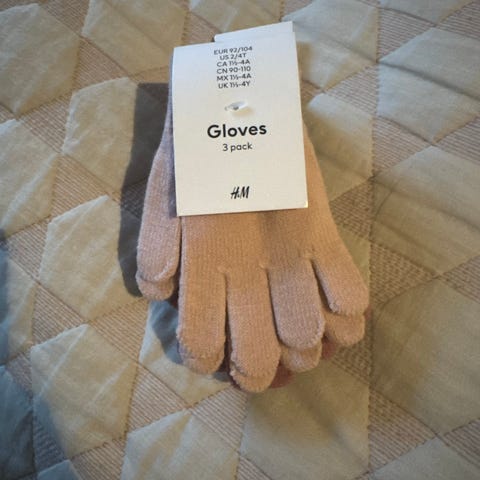 EUR 92/104
US 2/4T
CA 1½-4A
CN 90-110
MX 1½-4A
UK 1½-4Y
Gloves
3 pack
H&M